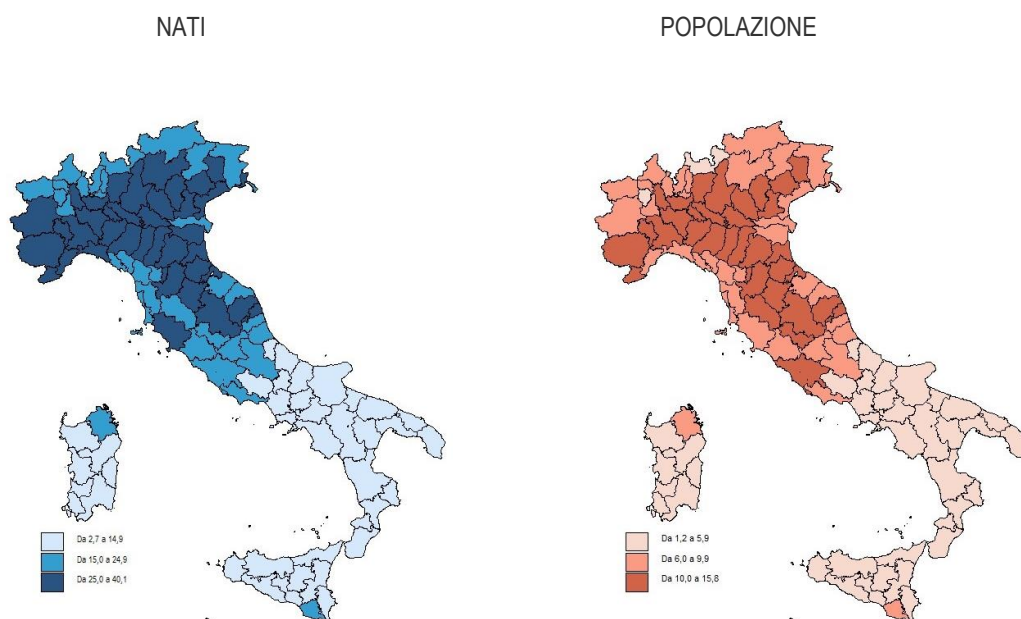 NATI
POPOLAZIONE
Da 2,7 a 14,9
Da 15,0 a 24,9
Da 25,0 a 40,1
Da 1,2 a 5,9
Da 6,0 a 9,9
Da 10,0 a 15,8